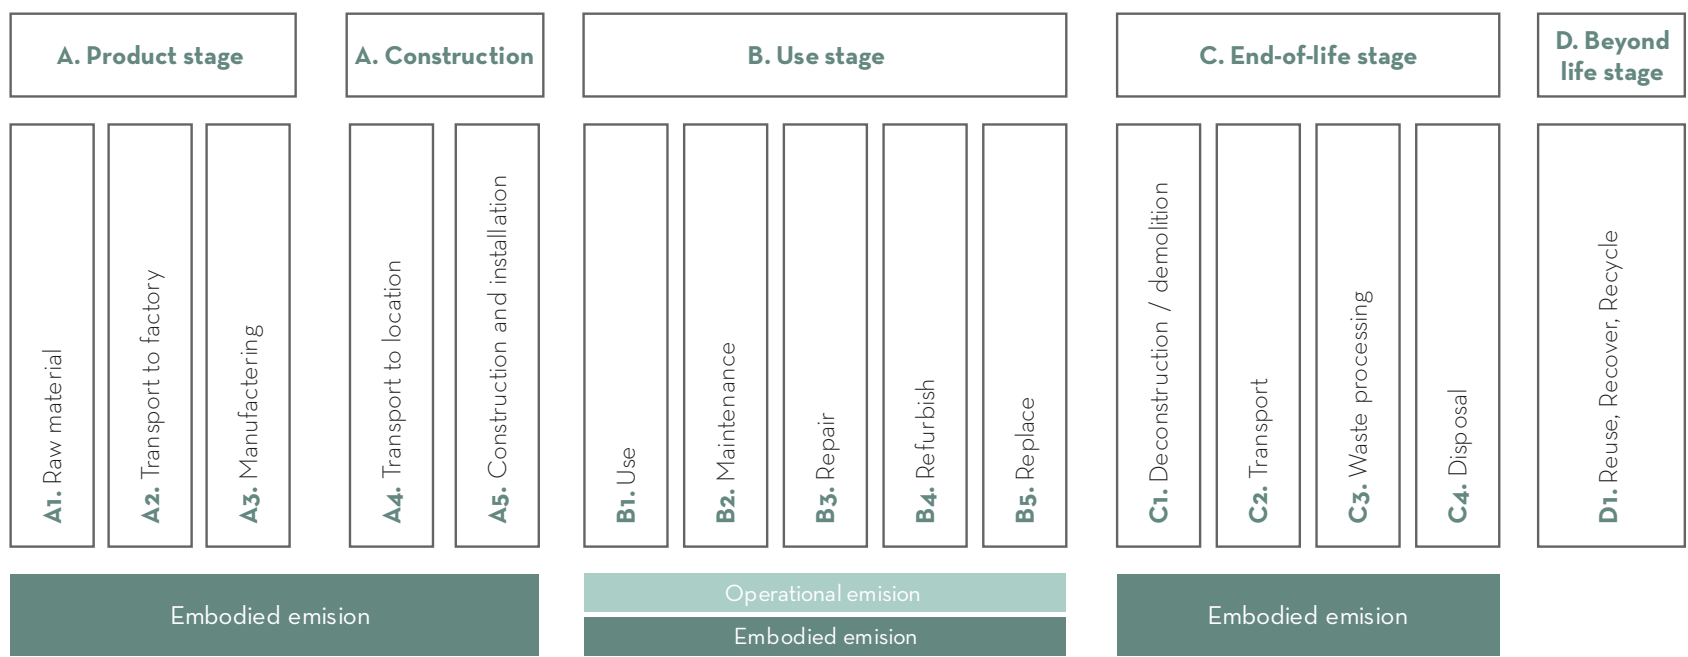 A. Product stage
A. Construction
B. Use stage
C. End-of-life stage
D. Beyond
life stage
A1. Raw material
A2. Transport to factory
A3. Manufactering
A4. Transport to location
A5. Construction and installation
B1. Use
B2. Maintenance
B3. Repair
B4. Refurbish
B5. Replace
C1. Deconstruction / demolition
C2. Transport
C3. Waste processing
C4. Disposal
D1. Reuse, Recover, Recycle
Embodied emision
Operational emision
Embodied emision
Embodied emision